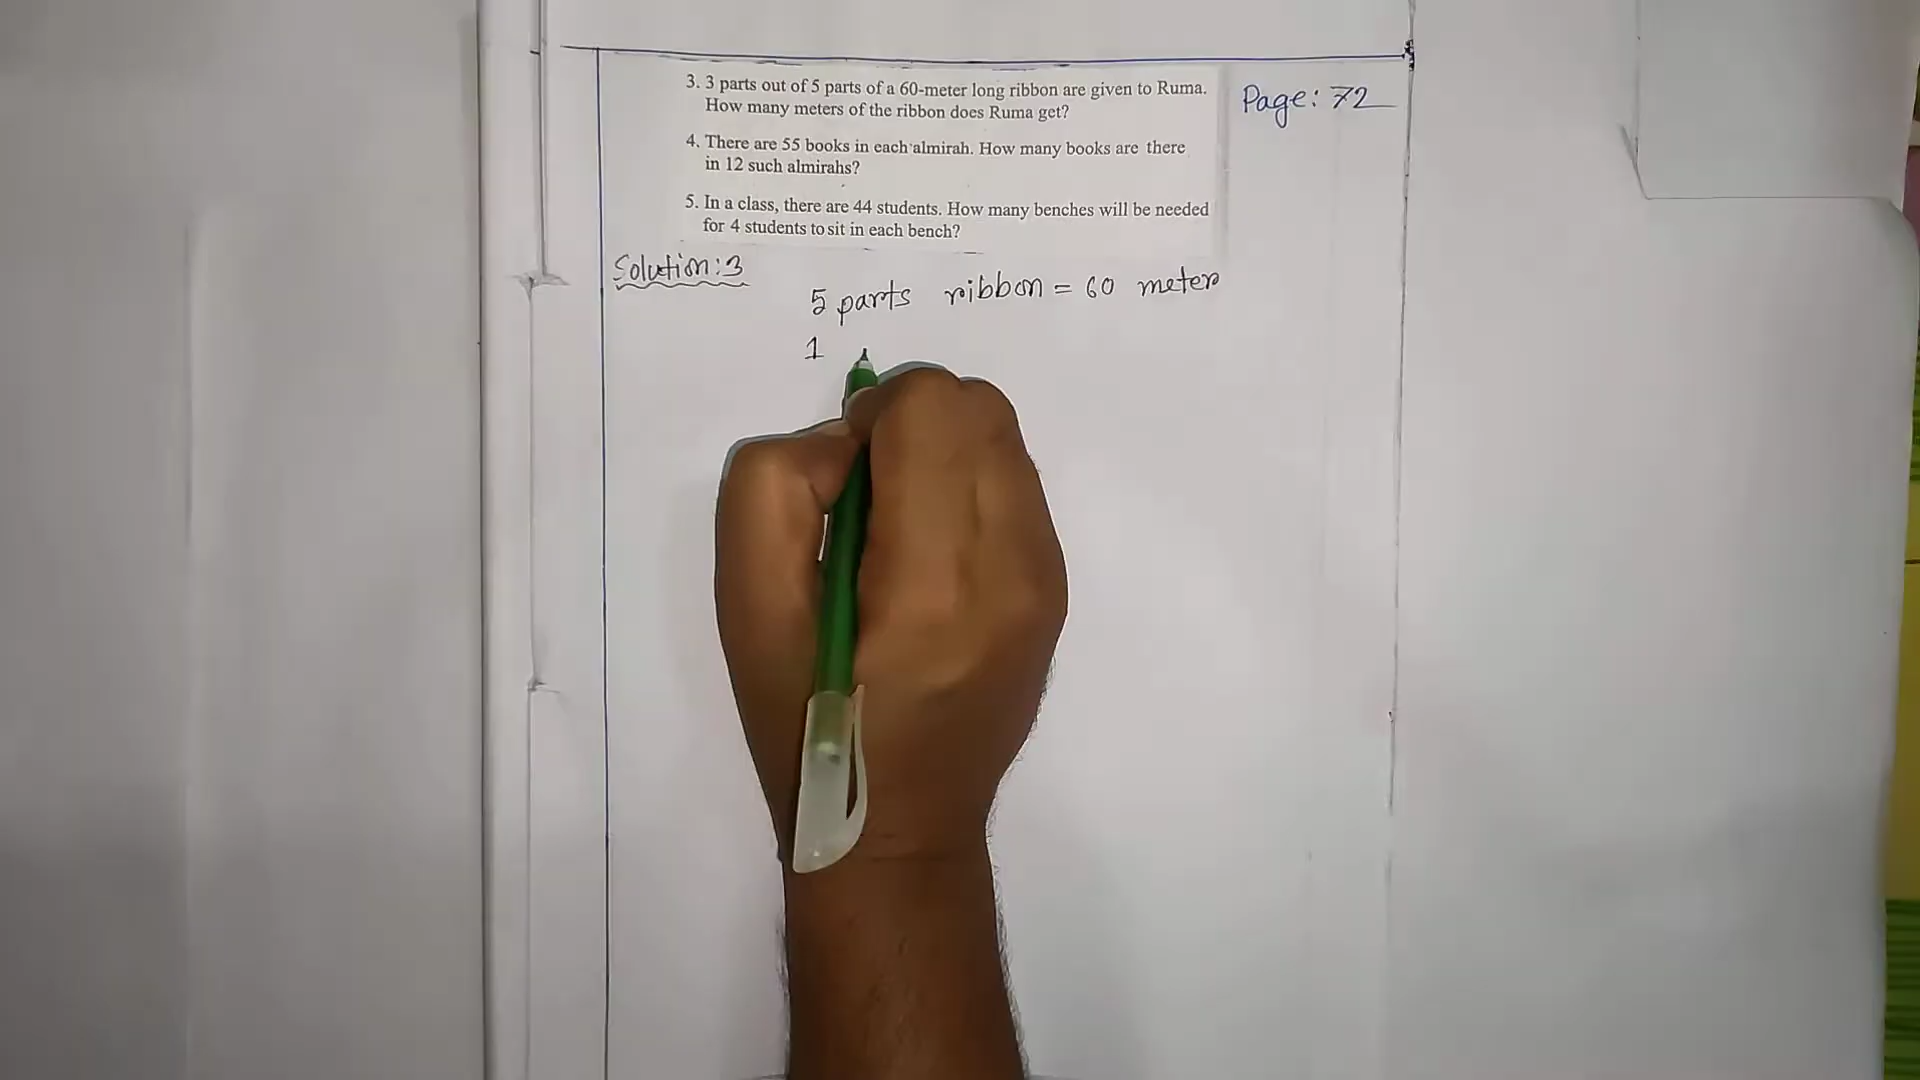 3. 3 parts out of 5 parts of a 60-meter long ribbon are given to Ruma.
How many meters of the ribbon does Ruma get?
Page: 72
4. There are 55 books in each almirah. How many books are there
in 12 such almirahs?
5. In a class, there are 44 students. How many benches will be needed
for 4 students to sit in each bench?
Solution: 3
5 parts ribbon = 60 meter
1